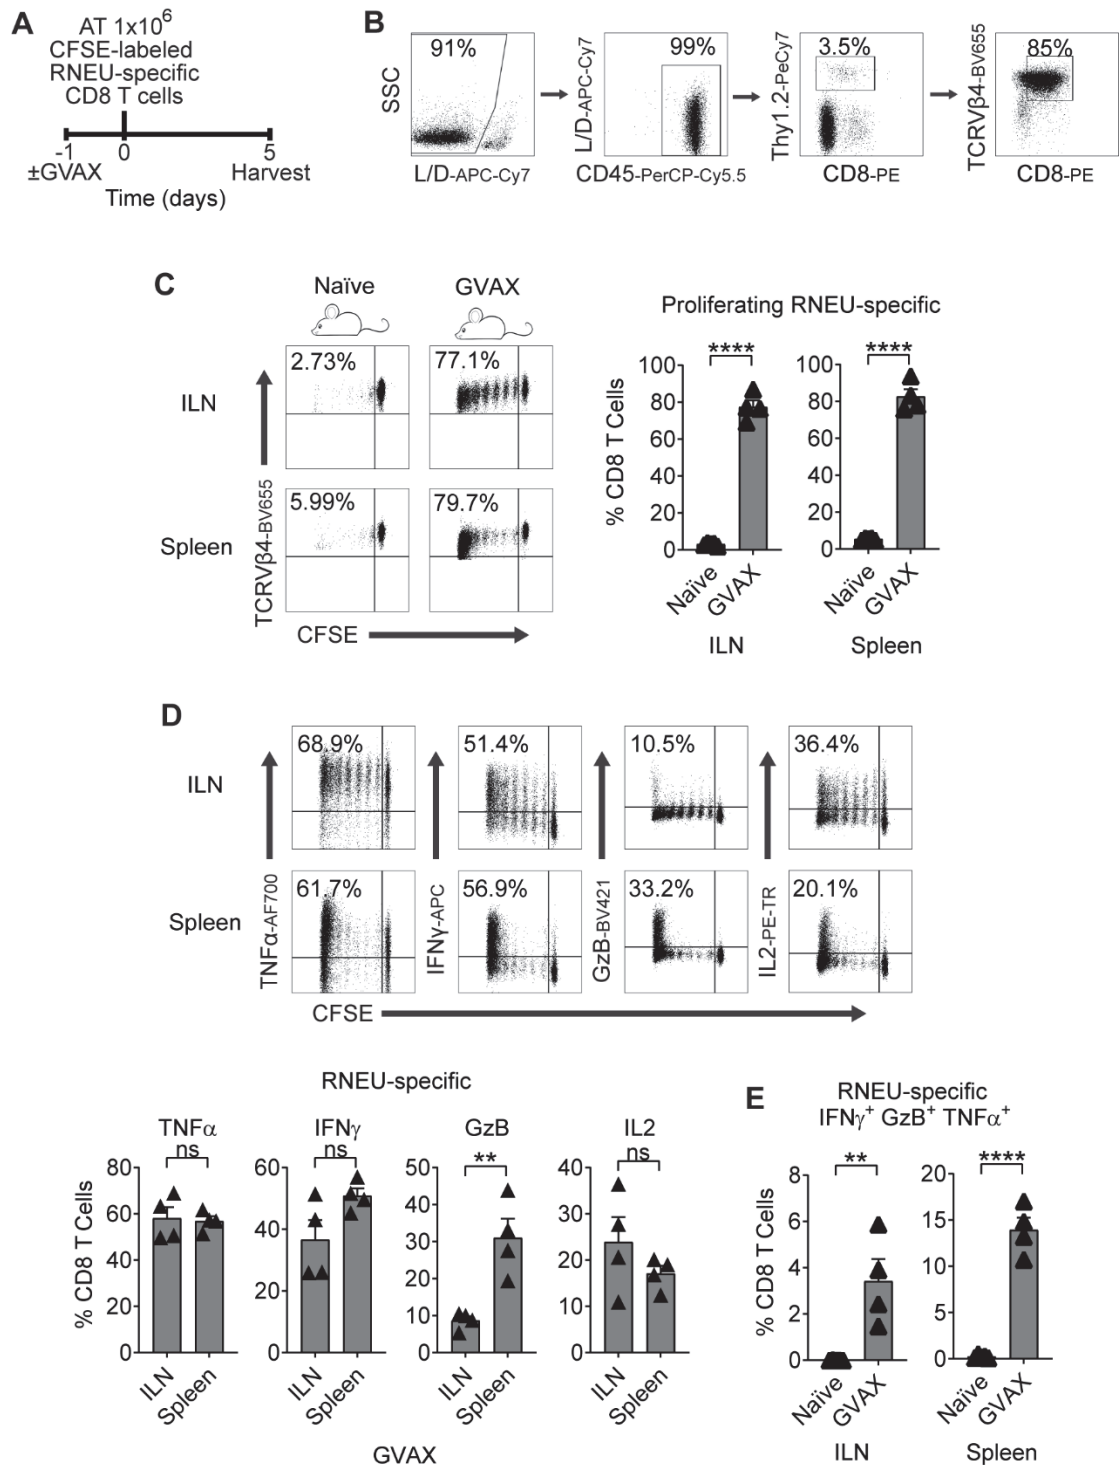 A
AT 1x10⁶
CFSE-labeled
RNEU-specific
CD8 T cells
-1 0 5
±GVAX Harvest
Time (days)
B
91%
SSC
L/D-APC-Cy7
99%
L/D-APC-Cy7
CD45-PerCP-Cy5.5
3.5%
Thy1.2-PeCy7
CD8-PE
85%
TCRVβ4-BV655
CD8-PE
C
Naïve GVAX
ILN
2.73% 77.1%
Spleen
5.99% 79.7%
TCRVβ4-BV655
CFSE
Proliferating RNEU-specific
% CD8 T Cells
100
80
60
40
20
0
****
Naïve
GVAX
ILN
100
80
60
40
20
0
****
Naïve
GVAX
Spleen
D
ILN
68.9% 51.4% 10.5% 36.4%
Spleen
61.7% 56.9% 33.2% 20.1%
TNFα-AF700
IFNγ-APC
GzB-BV421
IL2-PE-TR
CFSE
RNEU-specific
% CD8 T Cells
TNFα
ns
80
60
40
20
0
ILN
Spleen
IFNγ
ns
60
40
20
0
ILN
Spleen
GzB
**
50
40
30
20
10
0
ILN
Spleen
IL2
ns
40
30
20
10
0
ILN
Spleen
GVAX
E
RNEU-specific
IFNγ⁺ GzB⁺ TNFα⁺
% CD8 T Cells
**
8
6
4
2
0
Naïve
GVAX
ILN
****
20
15
10
5
0
Naïve
GVAX
Spleen